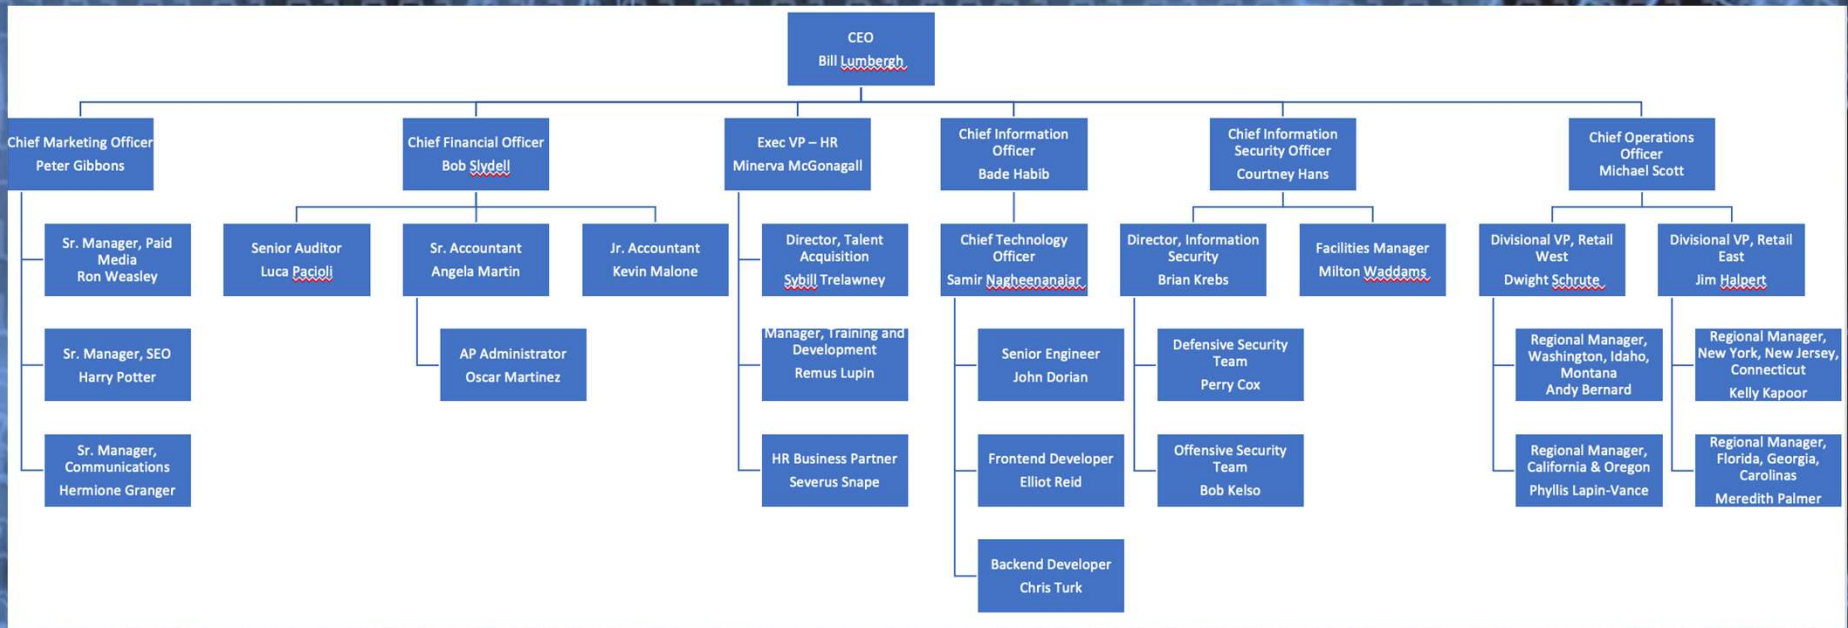 CEO
Bill Lumbergh
Chief Marketing Officer
Peter Gibbons
Chief Financial Officer
Bob Slydell
Exec VP – HR
Minerva McGonagall
Chief Information
Officer
Bade Habib
Chief Information
Security Officer
Courtney Hans
Chief Operations
Officer
Michael Scott
Sr. Manager, Paid
Media
Ron Weasley
Senior Auditor
Luca Pacioli
Sr. Accountant
Angela Martin
Jr. Accountant
Kevin Malone
Director, Talent
Acquisition
Sybill Trelawney
Chief Technology
Officer
Samir Nagheenanajar
Director, Information
Security
Brian Krebs
Facilities Manager
Milton Waddams
Divisional VP, Retail
West
Dwight Schrute
Divisional VP, Retail
East
Jim Halpert
Sr. Manager, SEO
Harry Potter
AP Administrator
Oscar Martinez
Manager, Training and
Development
Remus Lupin
Senior Engineer
John Dorian
Defensive Security
Team
Perry Cox
Regional Manager,
Washington, Idaho,
Montana
Andy Bernard
Regional Manager,
New York, New Jersey,
Connecticut
Kelly Kapoor
Sr. Manager,
Communications
Hermione Granger
HR Business Partner
Severus Snape
Frontend Developer
Elliot Reid
Offensive Security
Team
Bob Kelso
Regional Manager,
California & Oregon
Phyllis Lapin-Vance
Regional Manager,
Florida, Georgia,
Carolinas
Meredith Palmer
Backend Developer
Chris Turk